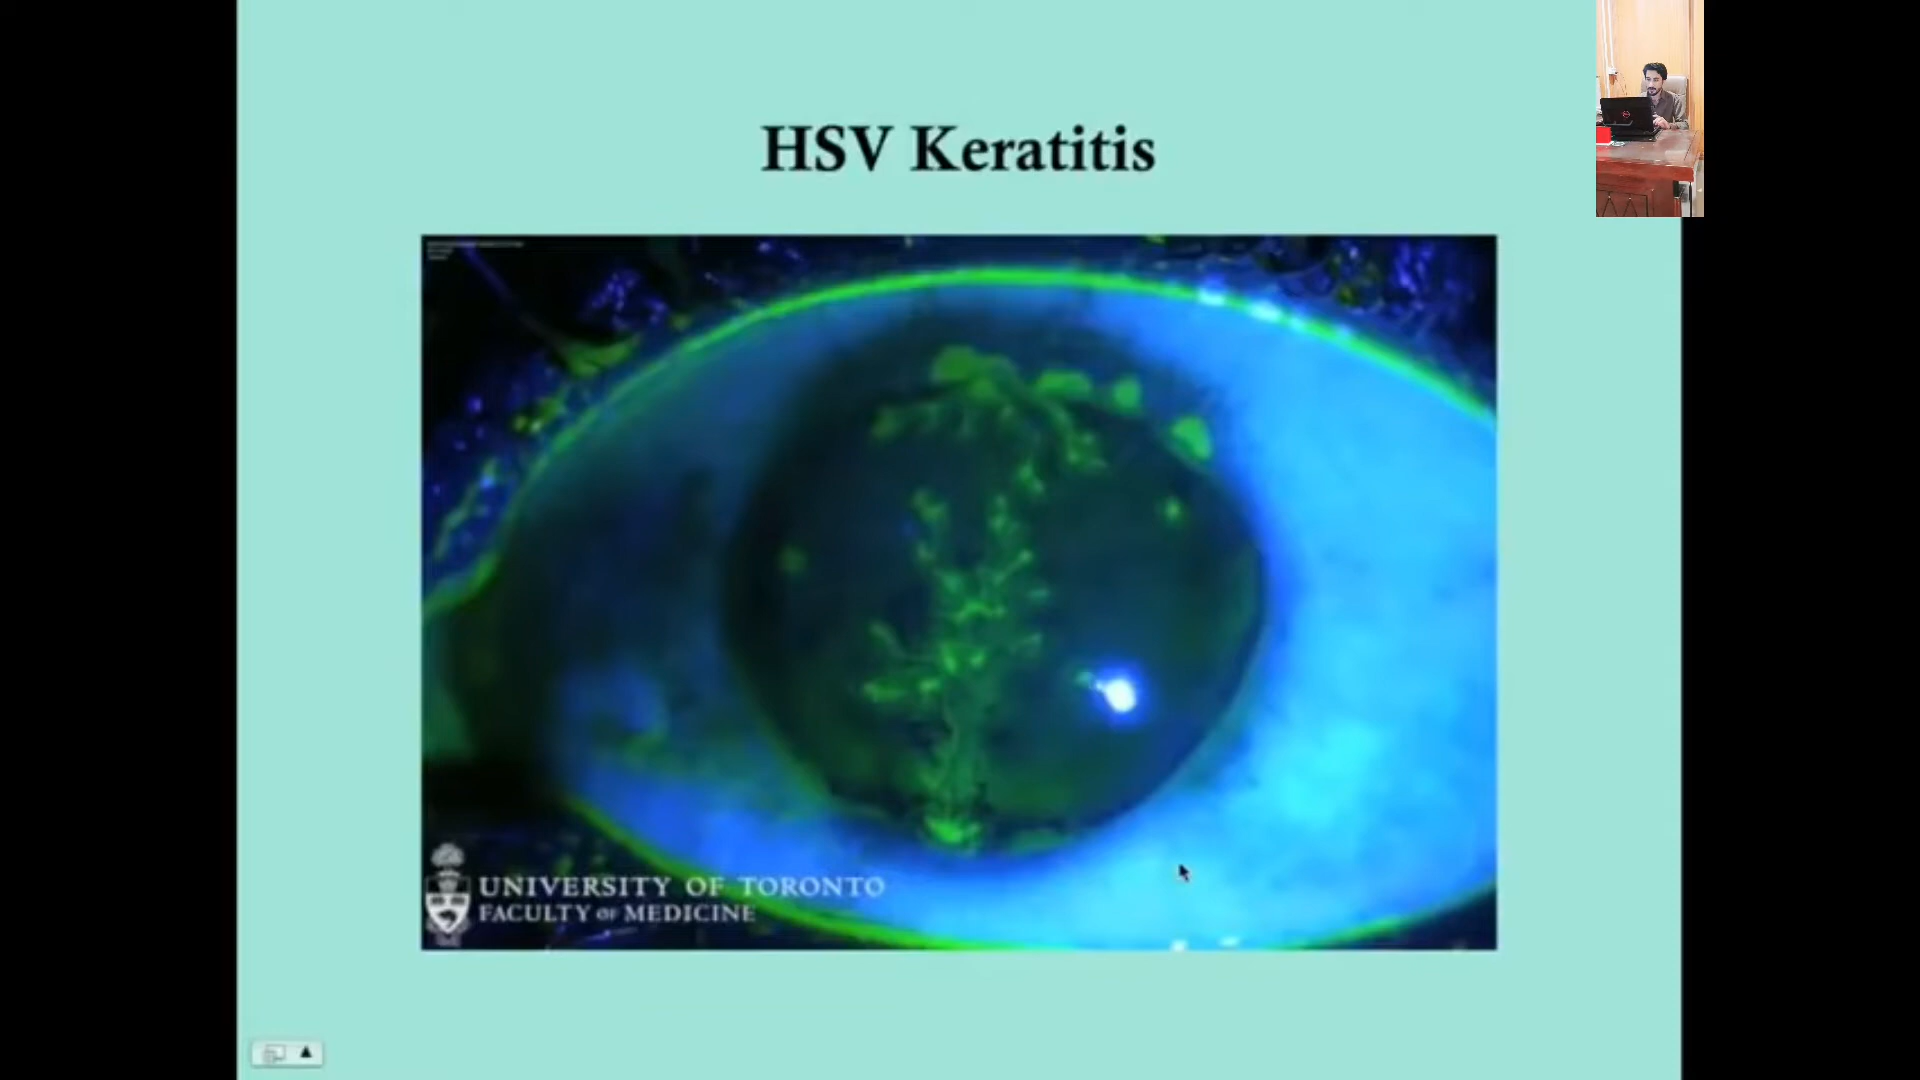 HSV Keratitis
UNIVERSITY OF TORONTO
FACULTY OF MEDICINE